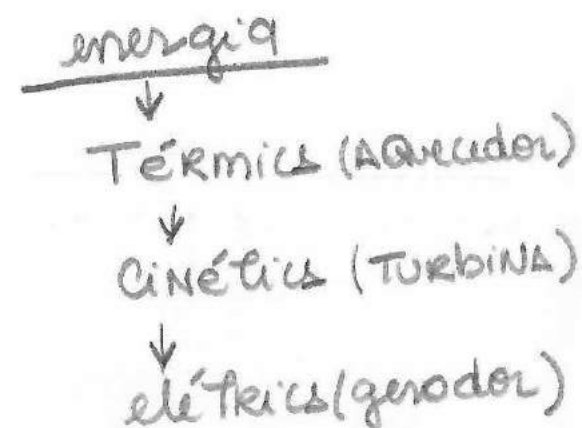 energia
↓
Térmica (Aquecedor)
↓
Cinética (Turbina)
↓
elétrica (gerador)